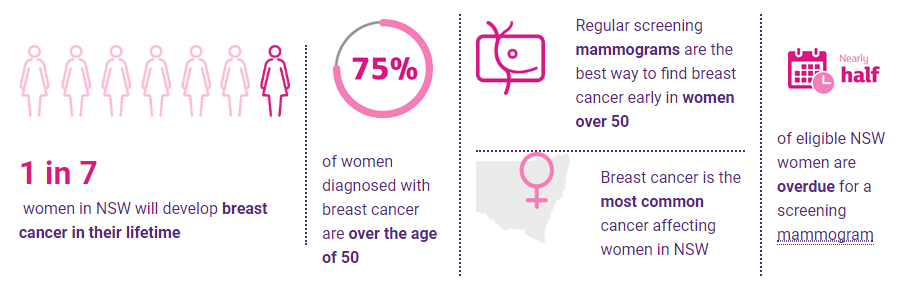 1 in 7
women in NSW will develop breast
cancer in their lifetime
75%
of women
diagnosed with
breast cancer
are over the age
of 50
Regular screening
mammograms are the
best way to find breast
cancer early in women
over 50
Breast cancer is the
most common
cancer affecting
women in NSW
Nearly
half
of eligible NSW
women are
overdue for a
screening
mammogram